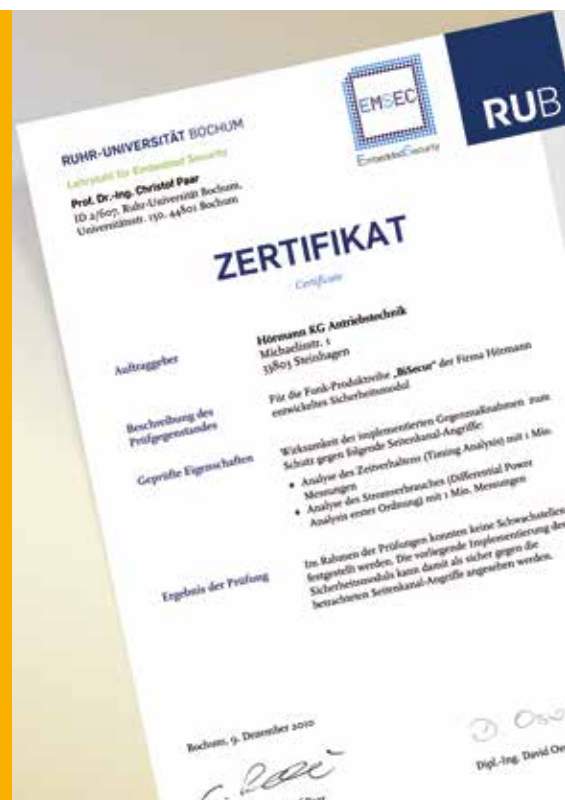 RUHR-UNIVERSITÄT BOCHUM
Lehrstuhl für Embedded Security
Prof. Dr.-Ing. Christof Paar
ID 2/607, Ruhr-Universität Bochum,
Universitätsstr. 150, 44801 Bochum
EMSEC
EmbeddedSecurity
RUB
ZERTIFIKAT
Certificate
Auftraggeber
Hörmann KG Antriebstechnik
Michaelisstr. 1
33803 Steinhagen
Beschreibung des
Prüfgegenstandes
Für die Funk-Produktreihe „BiSecur“ der Firma Hörmann
entwickeltes Sicherheitsmodul
Geprüfte Eigenschaften
Wirksamkeit der implementierten Gegenmaßnahmen zum
Schutz gegen folgende Seitenkanal-Angriffe:
• Analyse des Zeitverhaltens (Timing Analysis) mit 1 Mio.
Messungen
• Analyse des Stromverbrauches (Differential Power
Analysis erster Ordnung) mit 1 Mio. Messungen
Ergebnis der Prüfung
Im Rahmen der Prüfungen konnten keine Schwachstellen
festgestellt werden. Die vorliegende Implementierung des
Sicherheitsmoduls kann damit als sicher gegen die
betrachteten Seitenkanal-Angriffe angesehen werden.
Bochum, 9. Dezember 2010
Dipl.-Ing. David Os